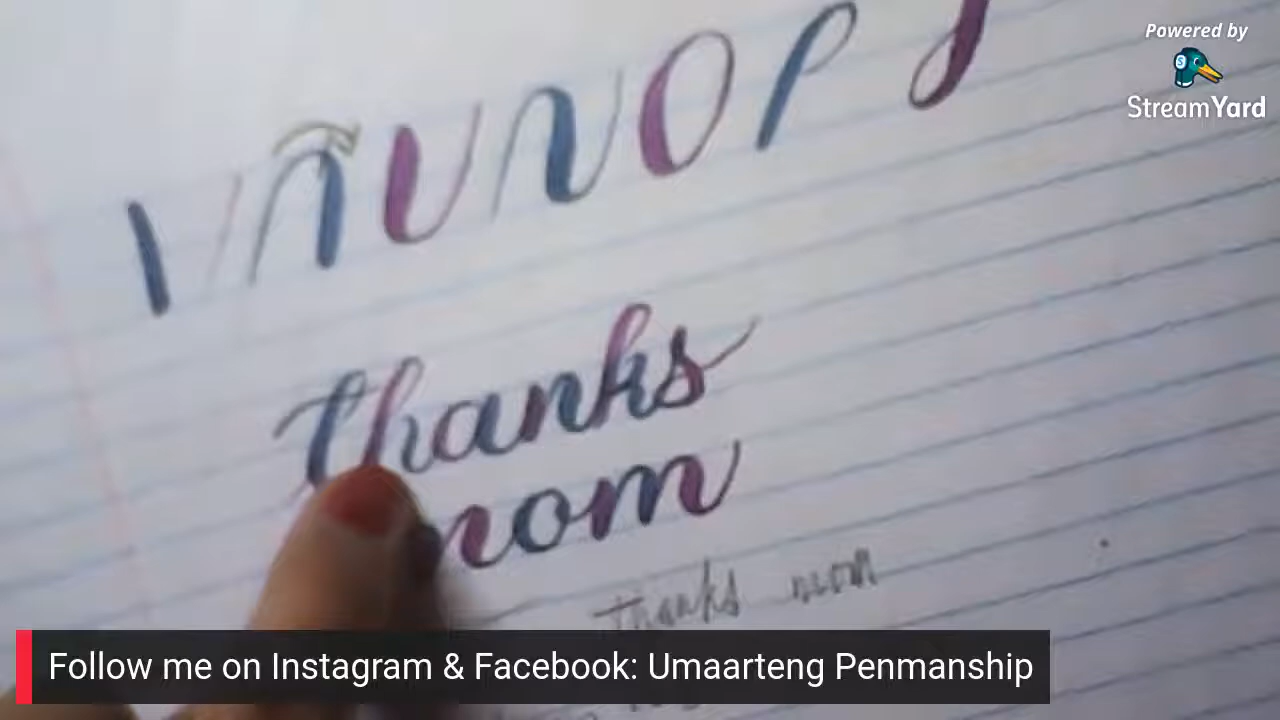 Powered by
StreamYard
thanks
mom
thanks mom
Follow me on Instagram & Facebook: Umaarteng Penmanship